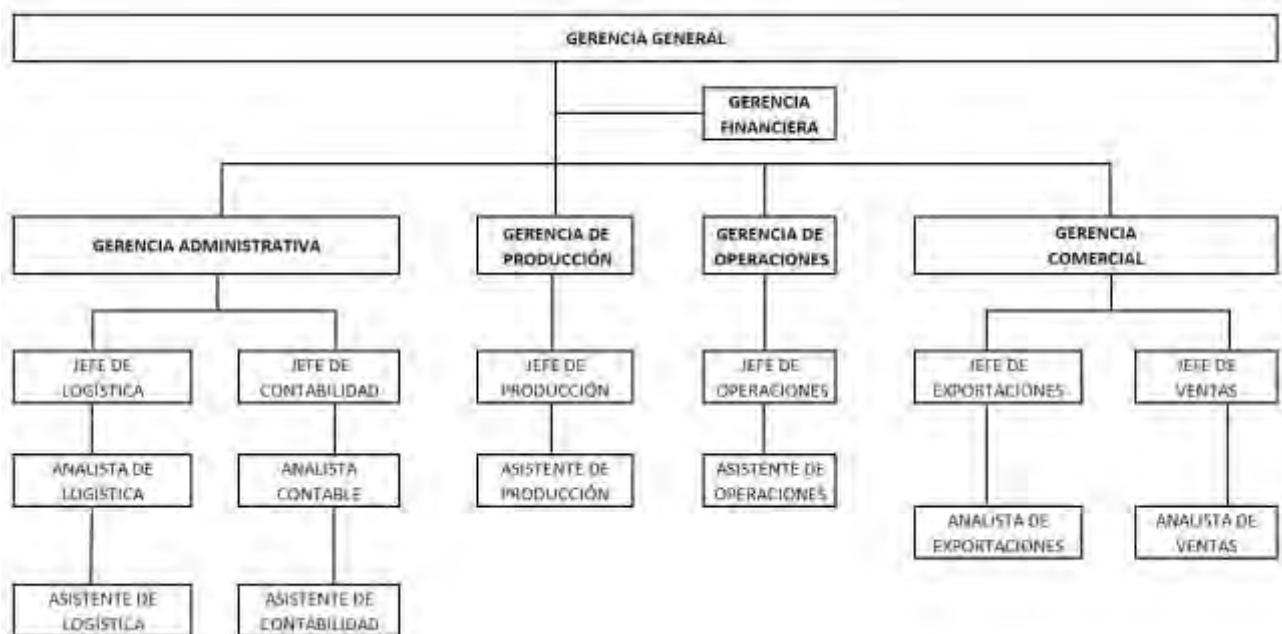 GERENCIA GENERAL
GERENCIA
FINANCIERA
GERENCIA ADMINISTRATIVA
GERENCIA DE
PRODUCCIÓN
GERENCIA DE
OPERACIONES
GERENCIA
COMERCIAL
JEFE DE
LOGÍSTICA
JEFE DE
CONTABILIDAD
JEFE DE
PRODUCCIÓN
JEFE DE
OPERACIONES
JEFE DE
EXPORTACIONES
JEFE DE
VENTAS
ANALISTA DE
LOGISTICA
ANALISTA
CONTABLE
ASISTENTE DE
PRODUCCIÓN
ASISTENTE DE
OPERACIONES
ANALISTA DE
EXPORTACIONES
ANALISTA DE
VENTAS
ASISTENTE DE
LOGÍSTICA
ASISTENTE DE
CONTABILIDAD